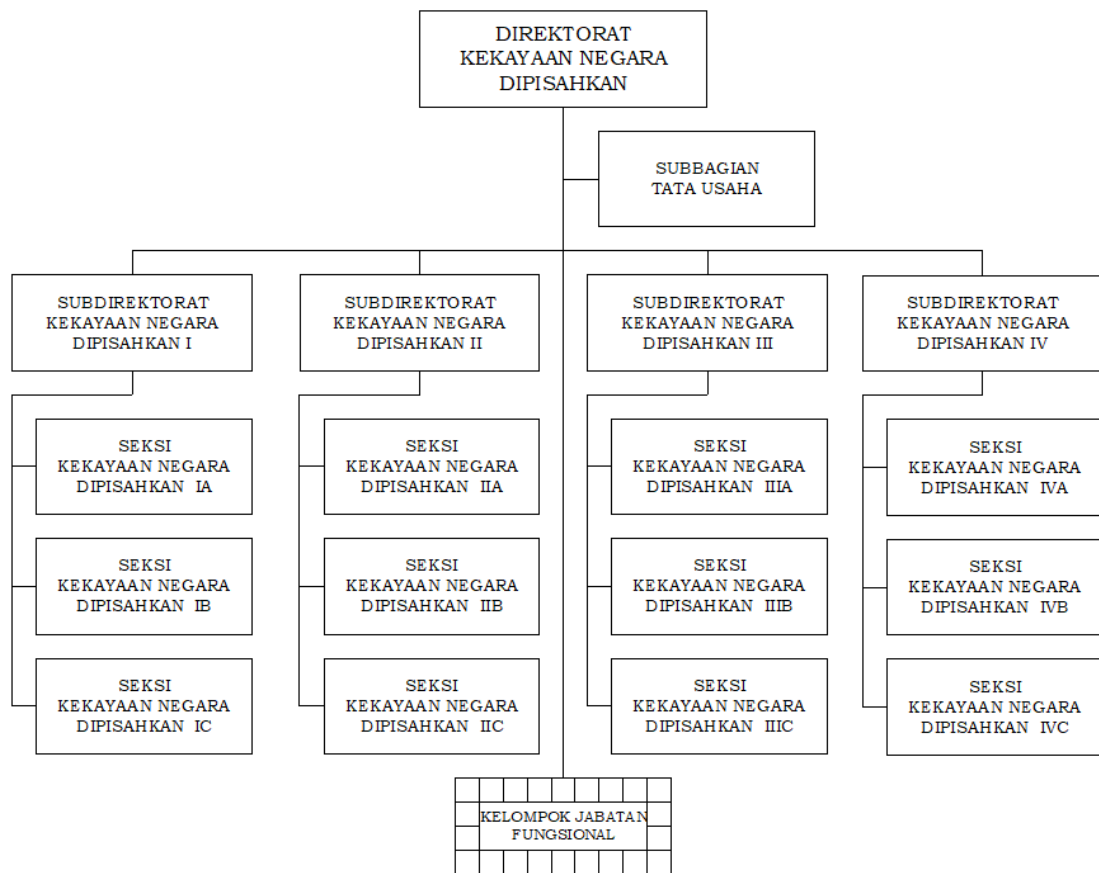 DIREKTORAT
KEKAYAAN NEGARA
DIPISAHKAN
SUBBAGIAN
TATA USAHA
SUBDIREKTORAT
KEKAYAAN NEGARA
DIPISAHKAN I
SUBDIREKTORAT
KEKAYAAN NEGARA
DIPISAHKAN II
SUBDIREKTORAT
KEKAYAAN NEGARA
DIPISAHKAN III
SUBDIREKTORAT
KEKAYAAN NEGARA
DIPISAHKAN IV
SEKSI
KEKAYAAN NEGARA
DIPISAHKAN IA
SEKSI
KEKAYAAN NEGARA
DIPISAHKAN IIA
SEKSI
KEKAYAAN NEGARA
DIPISAHKAN IIIA
SEKSI
KEKAYAAN NEGARA
DIPISAHKAN IVA
SEKSI
KEKAYAAN NEGARA
DIPISAHKAN IB
SEKSI
KEKAYAAN NEGARA
DIPISAHKAN IIB
SEKSI
KEKAYAAN NEGARA
DIPISAHKAN IIIB
SEKSI
KEKAYAAN NEGARA
DIPISAHKAN IVB
SEKSI
KEKAYAAN NEGARA
DIPISAHKAN IC
SEKSI
KEKAYAAN NEGARA
DIPISAHKAN IIC
SEKSI
KEKAYAAN NEGARA
DIPISAHKAN IIIC
SEKSI
KEKAYAAN NEGARA
DIPISAHKAN IVC
KELOMPOK JABATAN
FUNGSIONAL